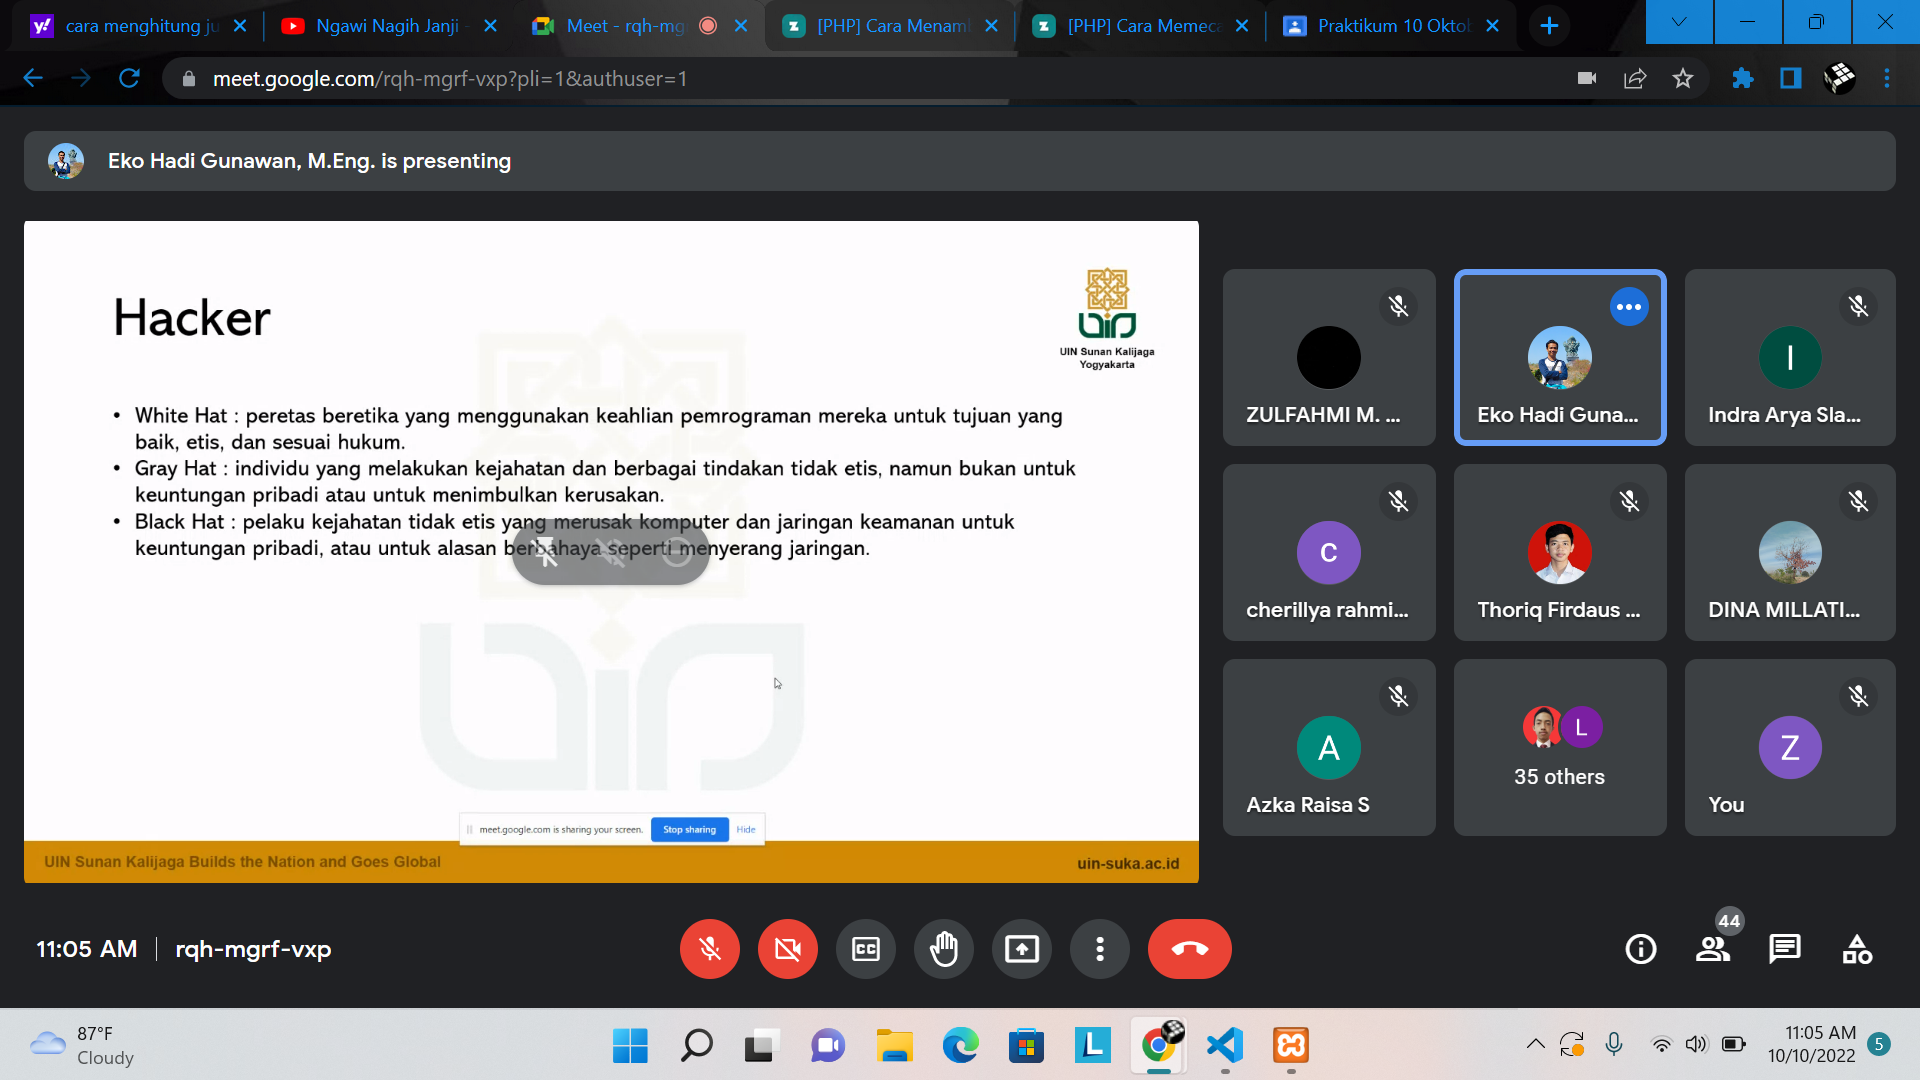 cara menghitung ju
Ngawi Nagih Janji -
Meet - rqh-mg
[PHP] Cara Menam
[PHP] Cara Memeca
Praktikum 10 Okto
meet.google.com/rqh-mgrf-vxp?pli=1&authuser=1
Eko Hadi Gunawan, M.Eng. is presenting
Hacker
UIN Sunan Kalijaga
Yogyakarta
• White Hat : peretas beretika yang menggunakan keahlian pemrograman mereka untuk tujuan yang
baik, etis, dan sesuai hukum.
• Gray Hat : individu yang melakukan kejahatan dan berbagai tindakan tidak etis, namun bukan untuk
keuntungan pribadi atau untuk menimbulkan kerusakan.
• Black Hat : pelaku kejahatan tidak etis yang merusak komputer dan jaringan keamanan untuk
keuntungan pribadi, atau untuk alasan berbahaya seperti menyerang jaringan.
meet.google.com is sharing your screen.
Stop sharing
Hide
UIN Sunan Kalijaga Builds the Nation and Goes Global
uin-suka.ac.id
ZULFAHMI M. ...
Eko Hadi Guna...
I
Indra Arya Sla...
C
cherillya rahmi...
Thoriq Firdaus ...
DINA MILLATI...
A
Azka Raisa S
L
35 others
Z
You
11:05 AM
rqh-mgrf-vxp
CC
44
87°F
Cloudy
L
11:05 AM
10/10/2022
5